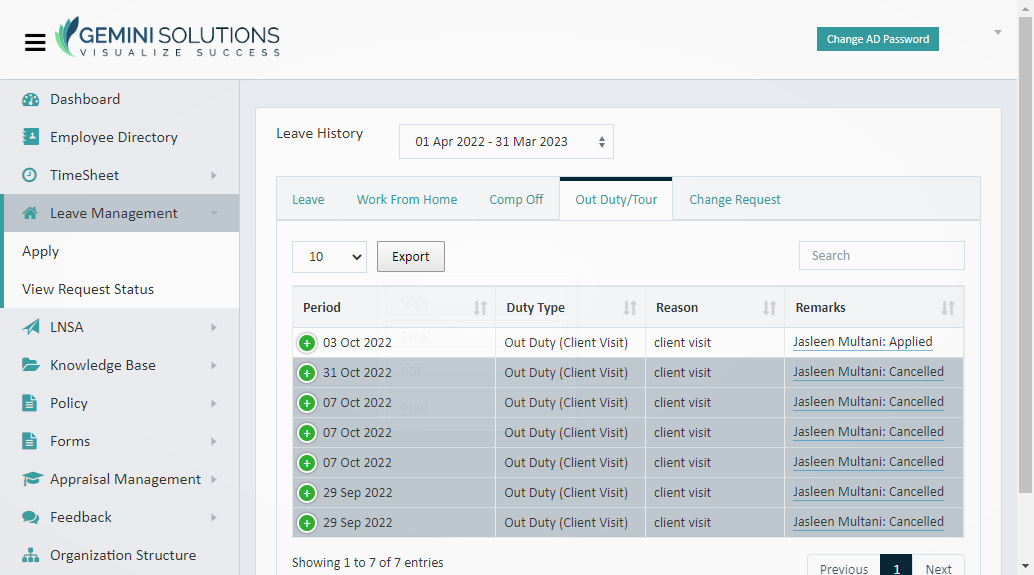 GEMINI SOLUTIONS
VISUALIZE SUCCESS
Change AD Password
Dashboard
Employee Directory
TimeSheet
Leave Management
Apply
View Request Status
LNSA
Knowledge Base
Policy
Forms
Appraisal Management
Feedback
Organization Structure
Leave History 01 Apr 2022 - 31 Mar 2023
Leave Work From Home Comp Off Out Duty/Tour Change Request
10 Export Search
Copy
Excel
PDF
Print
Period Duty Type Reason Remarks
03 Oct 2022 Out Duty (Client Visit) client visit Jasleen Multani: Applied
31 Oct 2022 Out Duty (Client Visit) client visit Jasleen Multani: Cancelled
07 Oct 2022 Out Duty (Client Visit) client visit Jasleen Multani: Cancelled
07 Oct 2022 Out Duty (Client Visit) client visit Jasleen Multani: Cancelled
07 Oct 2022 Out Duty (Client Visit) client visit Jasleen Multani: Cancelled
29 Sep 2022 Out Duty (Client Visit) client visit Jasleen Multani: Cancelled
29 Sep 2022 Out Duty (Client Visit) client visit Jasleen Multani: Cancelled
Showing 1 to 7 of 7 entries
Previous 1 Next